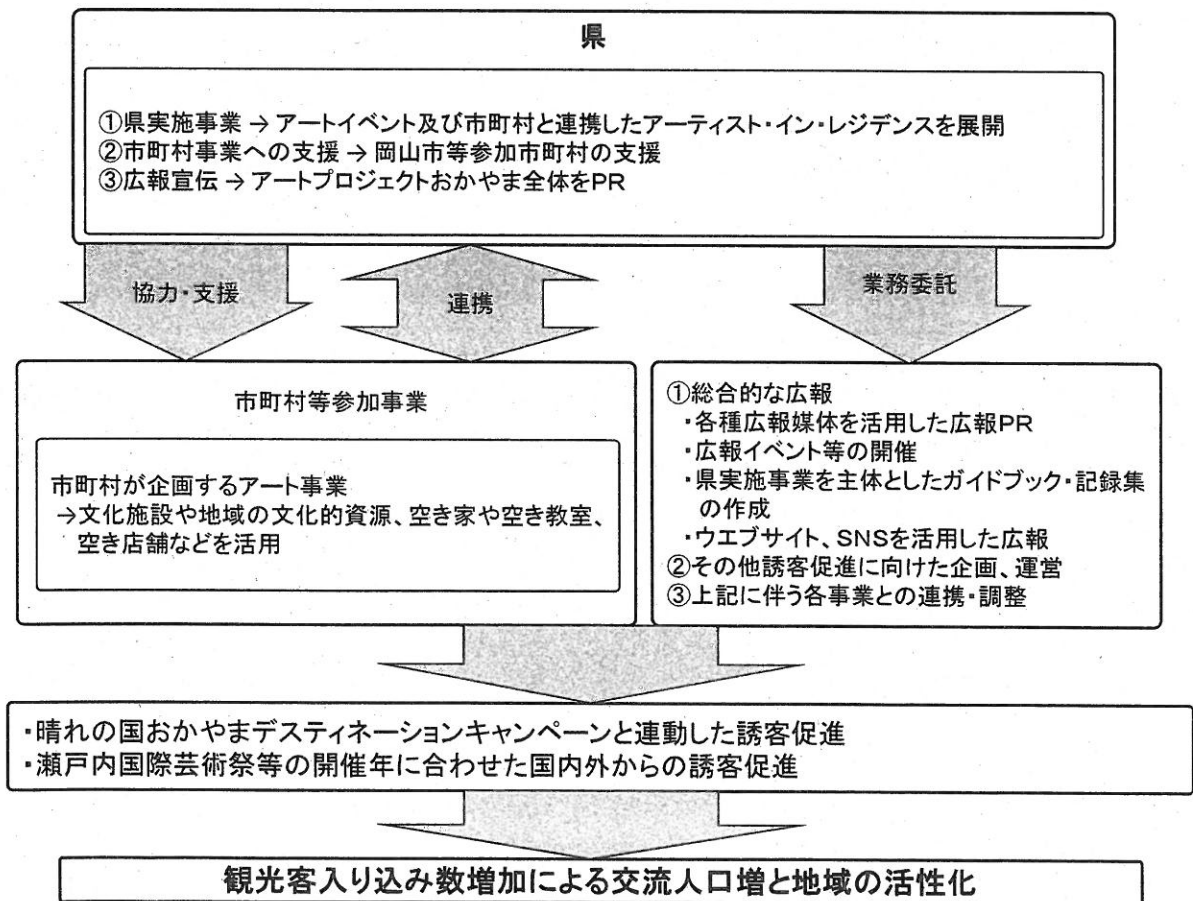 県
①県実施事業 → アートイベント及び市町村と連携したアーティスト・イン・レジデンスを展開
②市町村事業への支援 → 岡山市等参加市町村の支援
③広報宣伝 → アートプロジェクトおかやま全体をPR
協力・支援
連携
業務委託
市町村等参加事業
市町村が企画するアート事業
→文化施設や地域の文化的資源、空き家や空き教室、
空き店舗などを活用
①総合的な広報
・各種広報媒体を活用した広報PR
・広報イベント等の開催
・県実施事業を主体としたガイドブック・記録集
の作成
・ウエブサイト、SNSを活用した広報
②その他誘客促進に向けた企画、運営
③上記に伴う各事業との連携・調整
・晴れの国おかやまデスティネーションキャンペーンと連動した誘客促進
・瀬戸内国際芸術祭等の開催年に合わせた国内外からの誘客促進
観光客入り込み数増加による交流人口増と地域の活性化